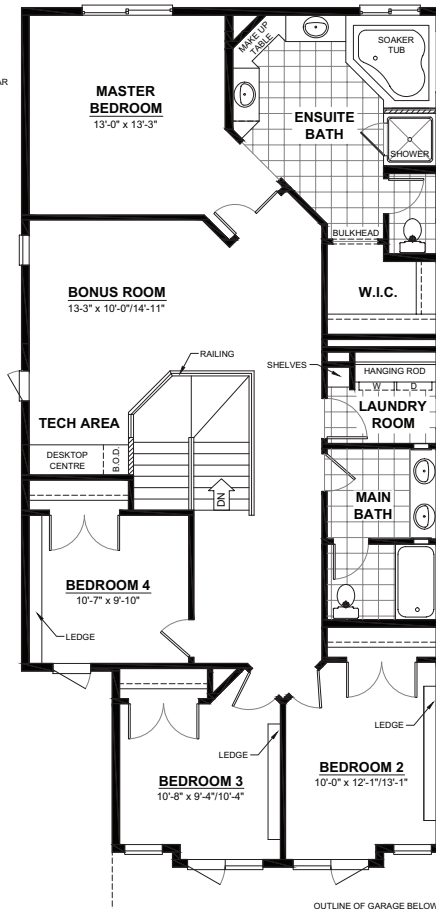 MAKE UP
TABLE
SOAKER
TUB
AR
MASTER
BEDROOM
13'-0" x 13'-3"
ENSUITE
BATH
SHOWER
BULKHEAD
BONUS ROOM
13-3" x 10'-0"/14'-11"
W.I.C.
RAILING
SHELVES
HANGING ROD
W
D
LAUNDRY
ROOM
TECH AREA
DESKTOP
CENTRE
B.O.D.
DN
MAIN
BATH
BEDROOM 4
10'-7" x 9'-10"
LEDGE
LEDGE
LEDGE
BEDROOM 3
10'-8" x 9'-4"/10'-4"
BEDROOM 2
10'-0" x 12'-1"/13'-1"
OUTLINE OF GARAGE BELOW